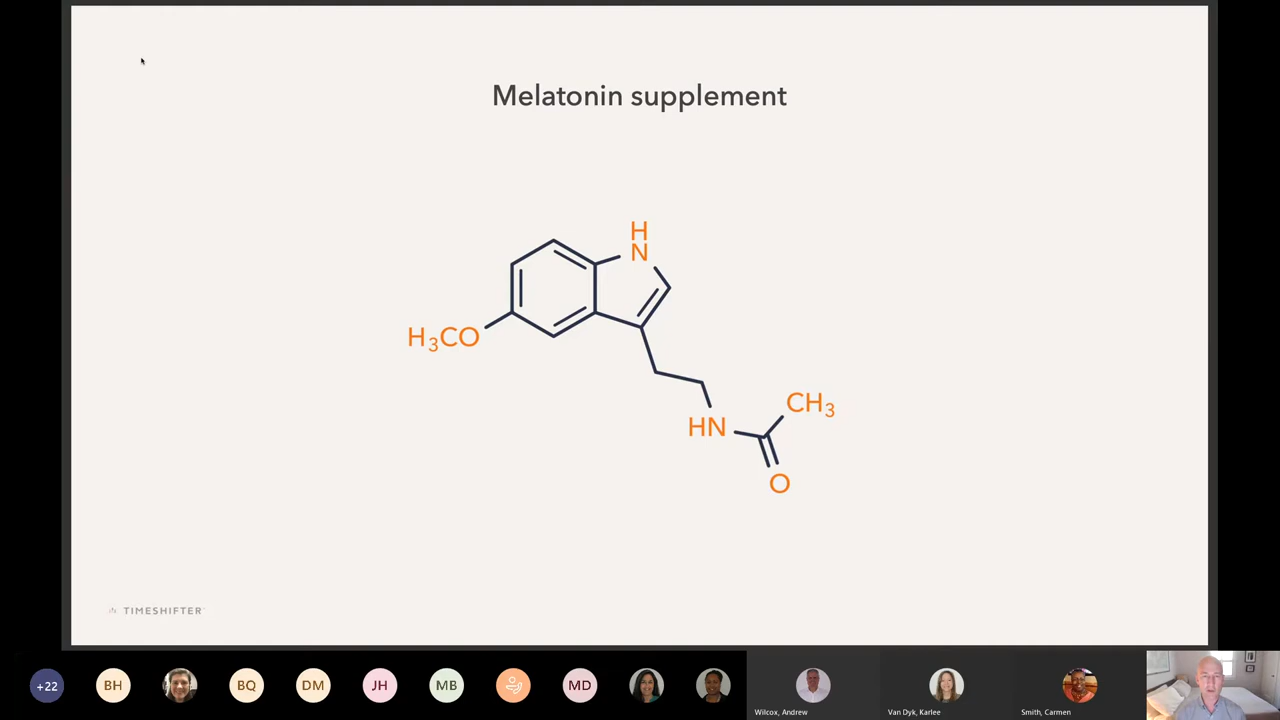 Melatonin supplement
H
N
H₃CO
CH₃
HN
O
TIMESHIFTER
+22
BH
BQ
DM
JH
MB
MD
Wilcox, Andrew
Van Dyk, Karlee
Smith, Carmen